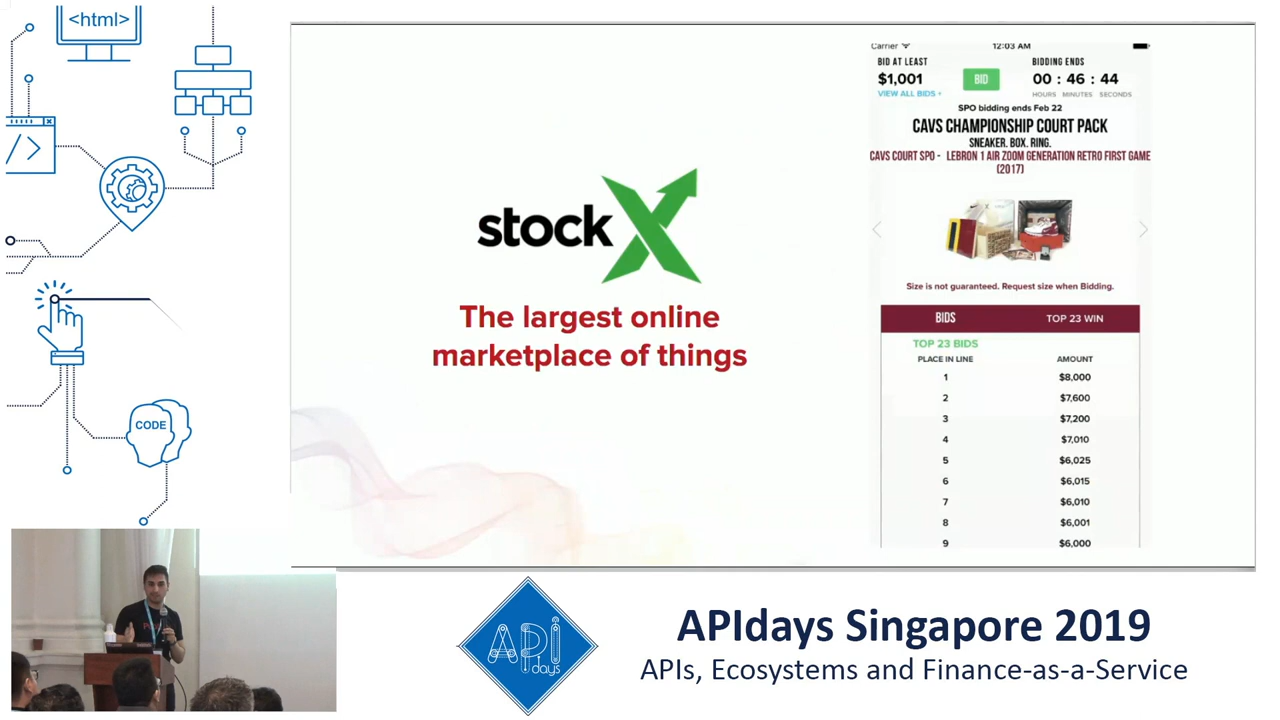 <html>
</>
CODE
stockX
The largest online
marketplace of things
Carrier
12:03 AM
BID AT LEAST
$1,001
VIEW ALL BIDS
BID
BIDDING ENDS
00 : 46 : 44
HOURS MINUTES SECONDS
SPO bidding ends Feb 22
CAVS CHAMPIONSHIP COURT PACK
SNEAKER. BOX. RING.
CAVS COURT SPO - LEBRON 1 AIR ZOOM GENERATION RETRO FIRST GAME
(2017)
Size is not guaranteed. Request size when Bidding.
BIDS TOP 23 WIN
TOP 23 BIDS
PLACE IN LINE AMOUNT
1 $8,000
2 $7,600
3 $7,200
4 $7,010
5 $6,025
6 $6,015
7 $6,010
8 $6,001
9 $6,000
API
days
APIdays Singapore 2019
APIs, Ecosystems and Finance-as-a-Service